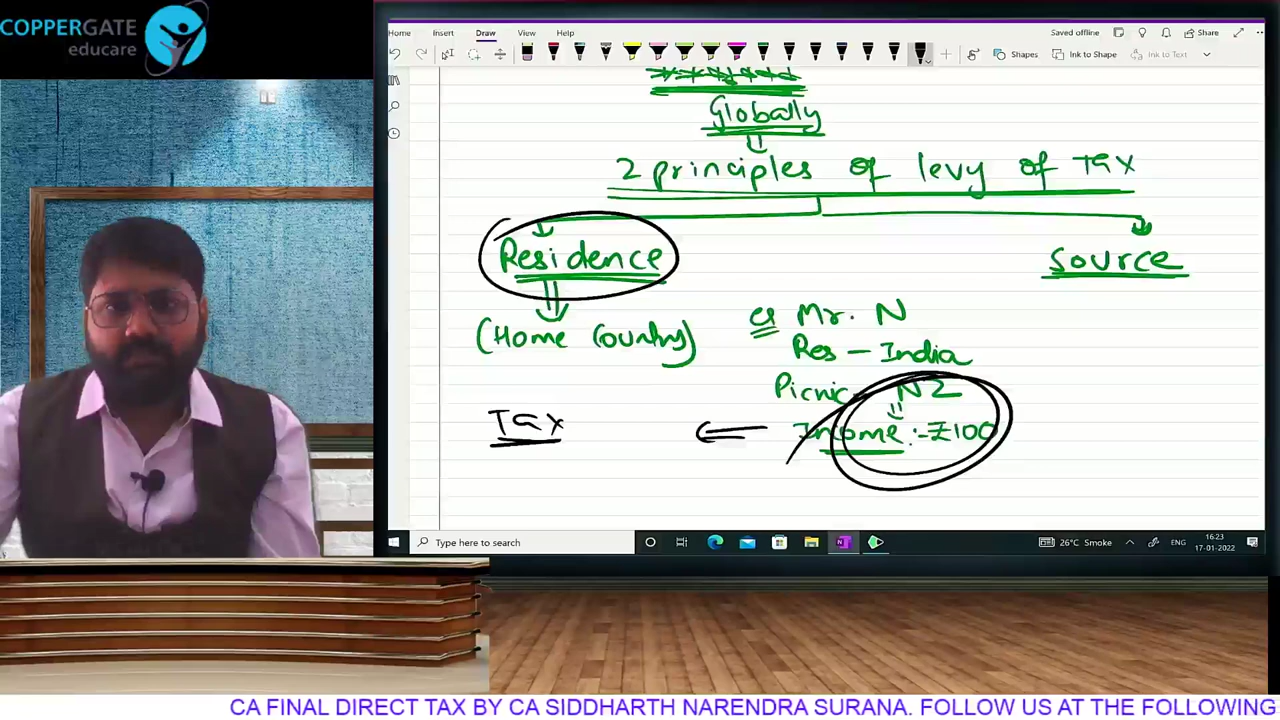 COPPERGATE
educare
Home Insert Draw View Help
Saved offline
Share
Shapes
Ink to Shape
Ink to Text
Globally
2 principles of levy of Tax
Residence
Source
(Home Country)
eg Mr. N
Res - India
Picnic - NZ
Income :- ₹100
Tax
Type here to search
26°C Smoke
ENG
16:23
17-01-2022
CA FINAL DIRECT TAX BY CA SIDDHARTH NARENDRA SURANA. FOLLOW US AT THE FOLLOWING